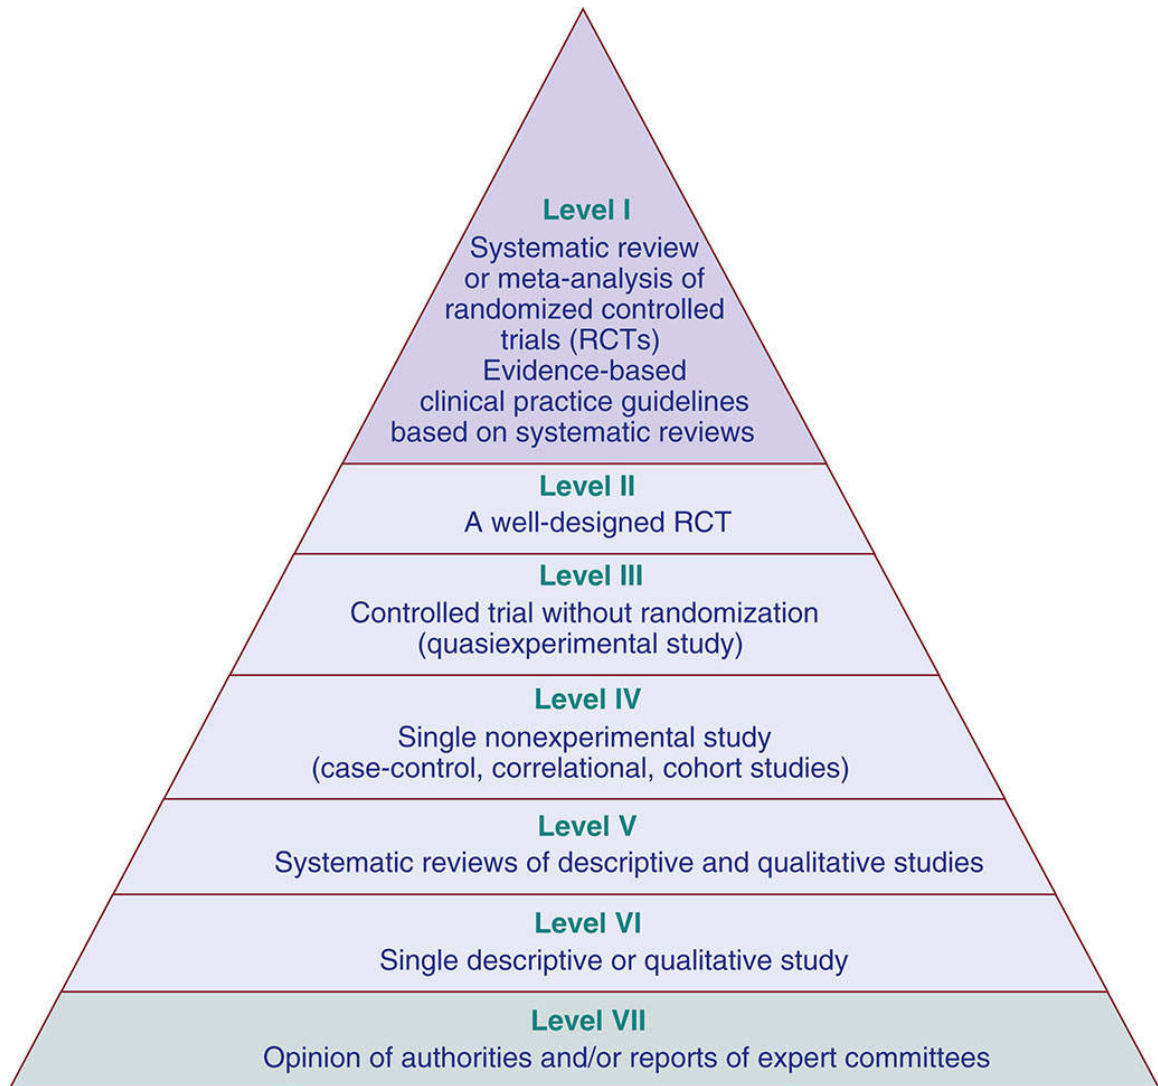 Level I
Systematic review
or meta-analysis of
randomized controlled
trials (RCTs)
Evidence-based
clinical practice guidelines
based on systematic reviews
Level II
A well-designed RCT
Level III
Controlled trial without randomization
(quasiexperimental study)
Level IV
Single nonexperimental study
(case-control, correlational, cohort studies)
Level V
Systematic reviews of descriptive and qualitative studies
Level VI
Single descriptive or qualitative study
Level VII
Opinion of authorities and/or reports of expert committees